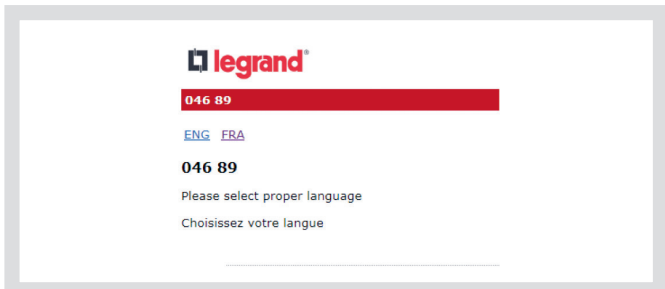 legrand®
046 89
ENG FRA
046 89
Please select proper language
Choisissez votre langue